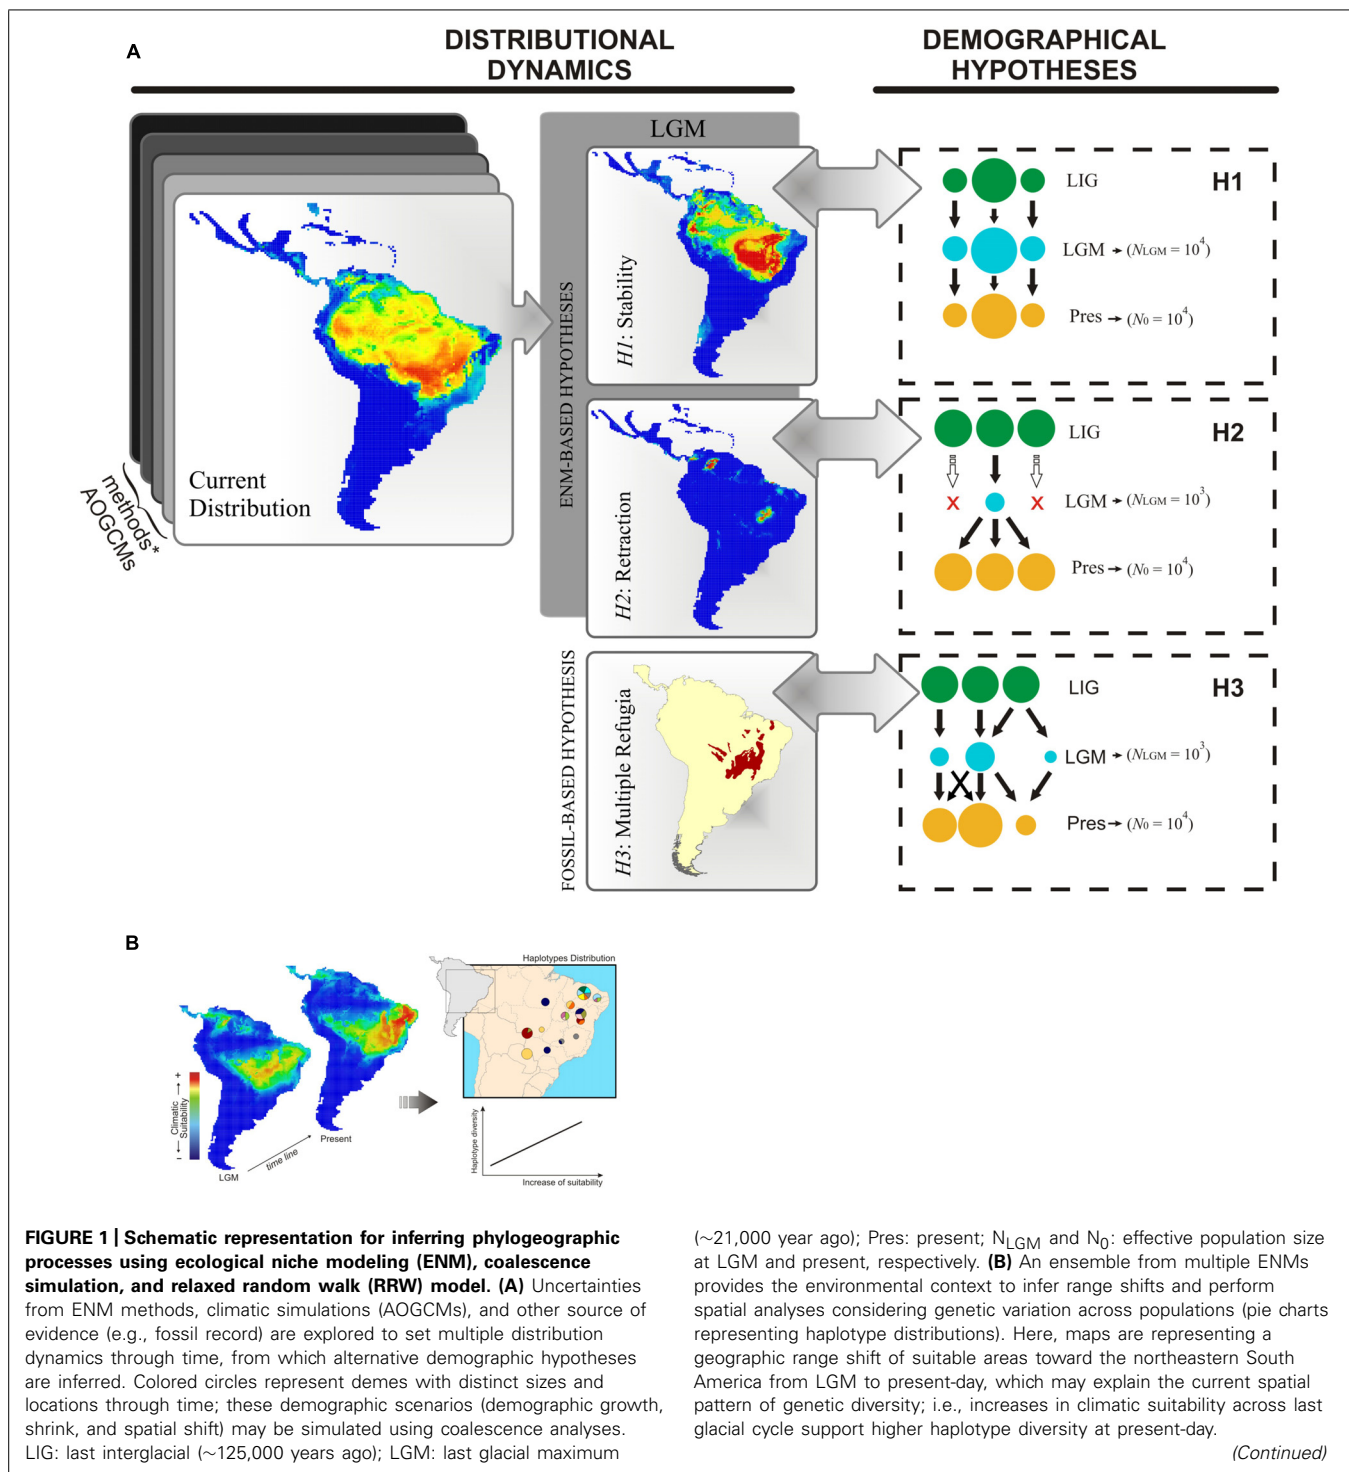 A
DISTRIBUTIONAL
DYNAMICS
DEMOGRAPHICAL
HYPOTHESES
Current
Distribution
methods*
AOGCMs
LGM
ENM-BASED HYPOTHESES
H1: Stability
H2: Retraction
FOSSIL-BASED HYPOTHESIS
H3: Multiple Refugia
LIG
H1
LGM (NLGM = 10⁴)
Pres (N0 = 10⁴)
LIG
H2
X X
LGM (NLGM = 10³)
Pres (N0 = 10⁴)
LIG
H3
LGM (NLGM = 10³)
Pres (N0 = 10⁴)
B
+
Climatic
Suitability
–
LGM
time line
Present
Haplotypes Distribution
Haplotype diversity
Increase of suitability
FIGURE 1 | Schematic representation for inferring phylogeographic
processes using ecological niche modeling (ENM), coalescence
simulation, and relaxed random walk (RRW) model. (A) Uncertainties
from ENM methods, climatic simulations (AOGCMs), and other source of
evidence (e.g., fossil record) are explored to set multiple distribution
dynamics through time, from which alternative demographic hypotheses
are inferred. Colored circles represent demes with distinct sizes and
locations through time; these demographic scenarios (demographic growth,
shrink, and spatial shift) may be simulated using coalescence analyses.
LIG: last interglacial (∼125,000 years ago); LGM: last glacial maximum
(∼21,000 year ago); Pres: present; NLGM and N0: effective population size
at LGM and present, respectively. (B) An ensemble from multiple ENMs
provides the environmental context to infer range shifts and perform
spatial analyses considering genetic variation across populations (pie charts
representing haplotype distributions). Here, maps are representing a
geographic range shift of suitable areas toward the northeastern South
America from LGM to present-day, which may explain the current spatial
pattern of genetic diversity; i.e., increases in climatic suitability across last
glacial cycle support higher haplotype diversity at present-day.
(Continued)